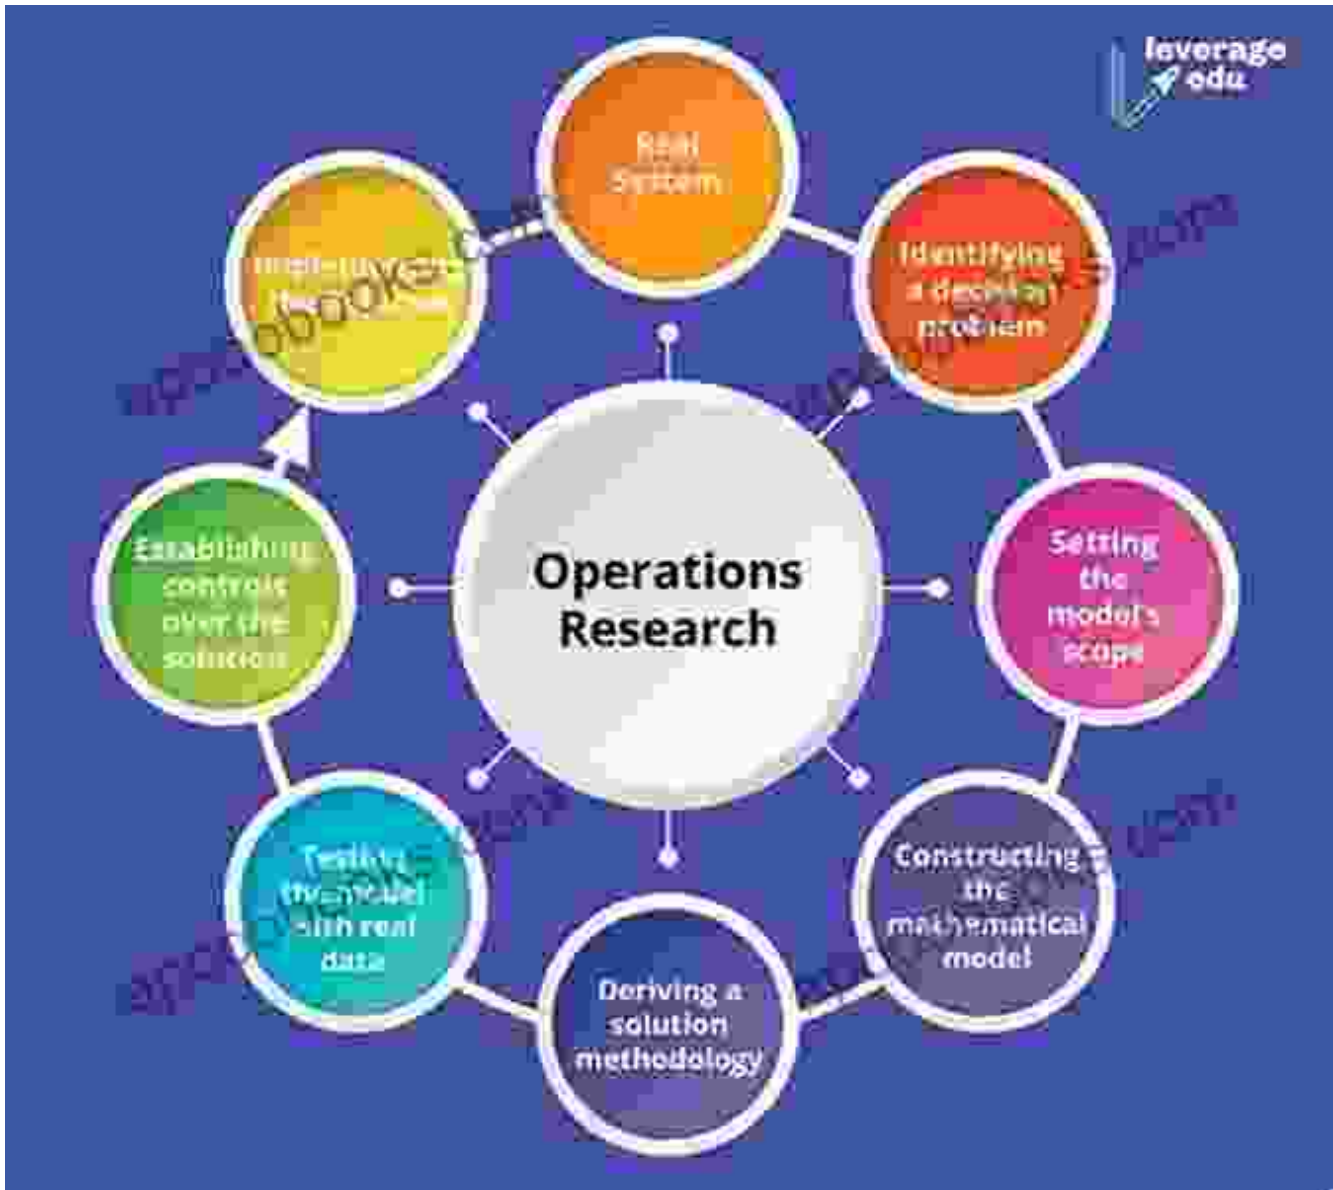 leverage
edu
Real
System
Identifying
a decision
problem
Setting
the
model's
scope
Constructing
the
mathematical
model
Deriving a
solution
methodology
Testing
the model
with real
data
Establishing
controls
over the
solution
Operations
Research